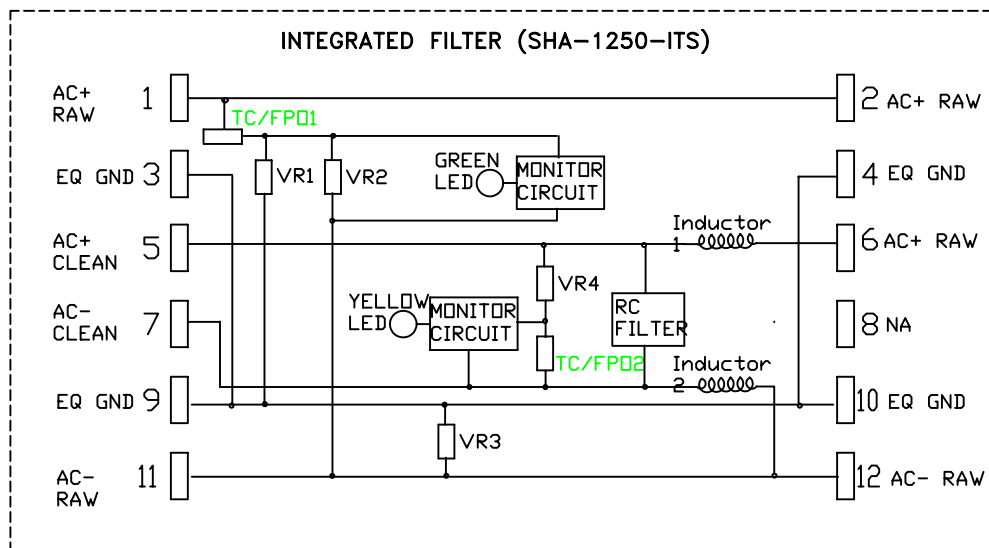 INTEGRATED FILTER (SHA-1250-ITS)
AC+
RAW
1
2 AC+ RAW
TC/FP01
EQ GND 3
VR1
VR2
GREEN
LED
MONITOR
CIRCUIT
4 EQ GND
AC+
CLEAN
5
Inductor
1
6 AC+ RAW
VR4
AC-
CLEAN
7
YELLOW
LED
MONITOR
CIRCUIT
RC
FILTER
8 NA
TC/FP02
Inductor
2
EQ GND 9
10 EQ GND
VR3
AC-
RAW
11
12 AC- RAW